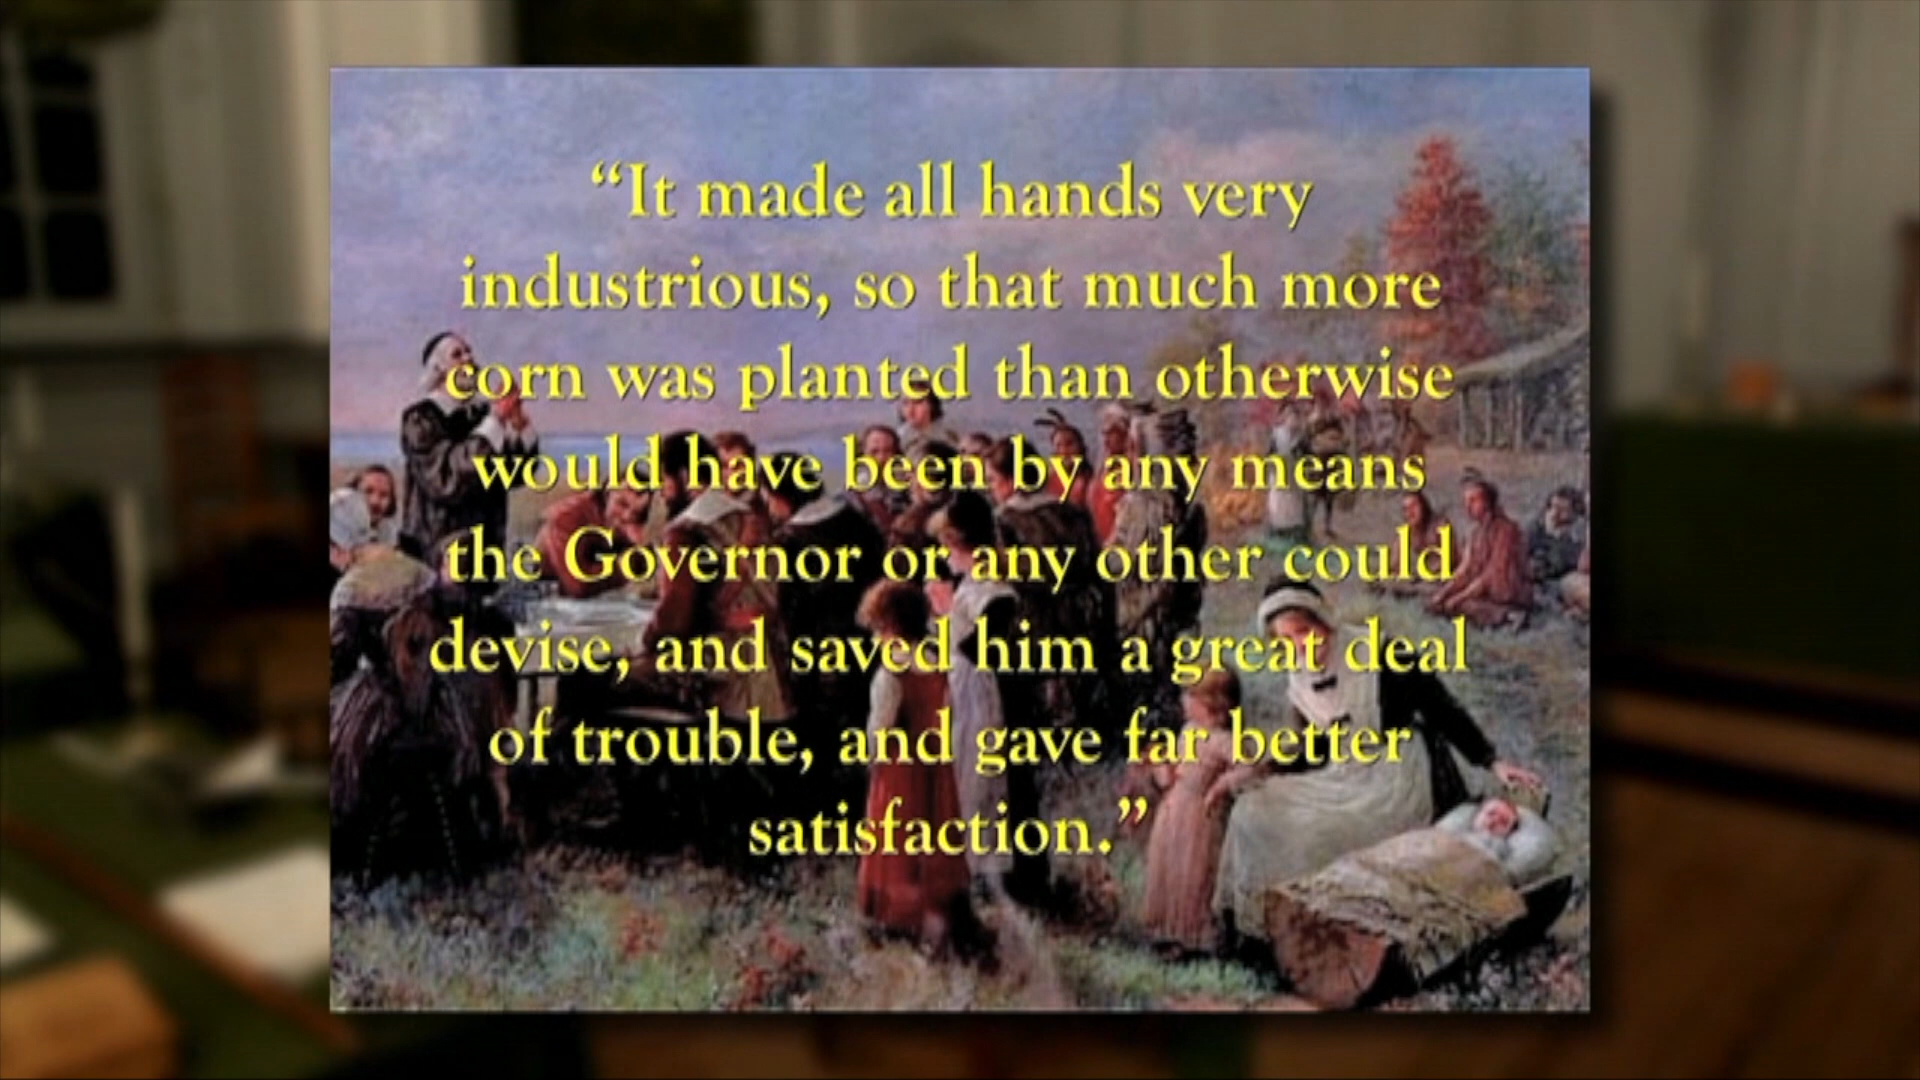 “It made all hands very
industrious, so that much more
corn was planted than otherwise
would have been by any means
the Governor or any other could
devise, and saved him a great deal
of trouble, and gave far better
satisfaction.”